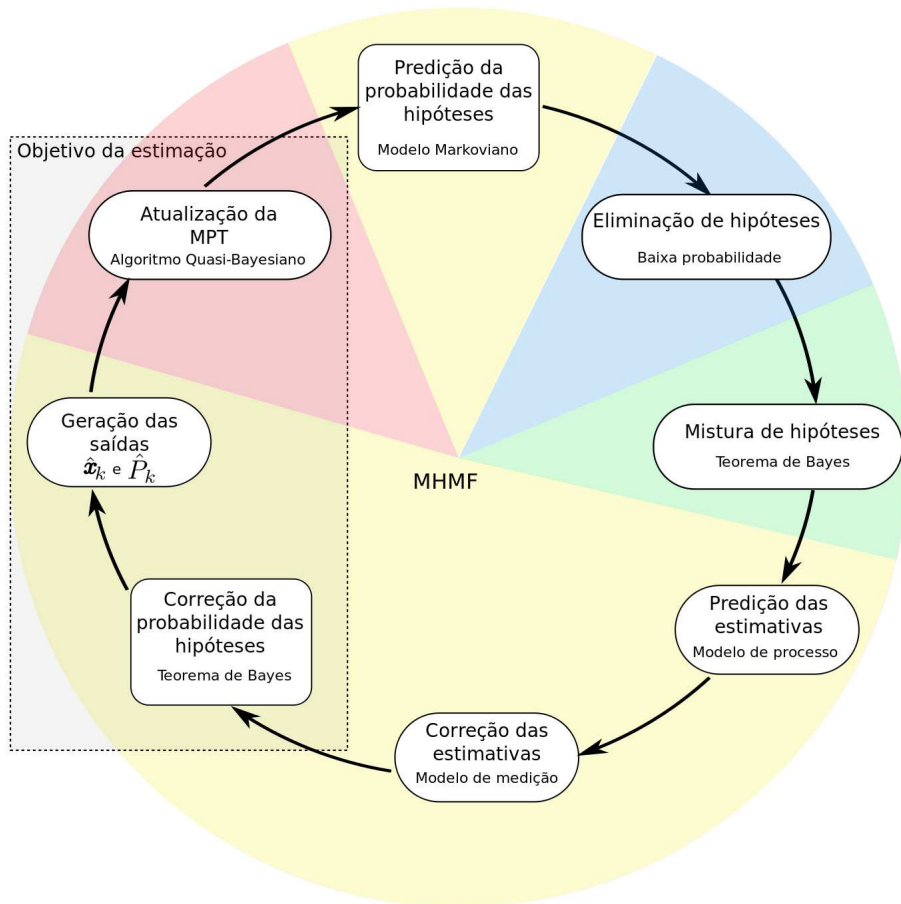 Predição da
probabilidade das
hipóteses
Modelo Markoviano
Eliminação de hipóteses
Baixa probabilidade
Mistura de hipóteses
Teorema de Bayes
Predição das
estimativas
Modelo de processo
Correção das
estimativas
Modelo de medição
Correção da
probabilidade das
hipóteses
Teorema de Bayes
Geração das
saídas
x̂ₖ e P̂ₖ
Objetivo da estimação
Atualização da
MPT
Algoritmo Quasi-Bayesiano
MHMF